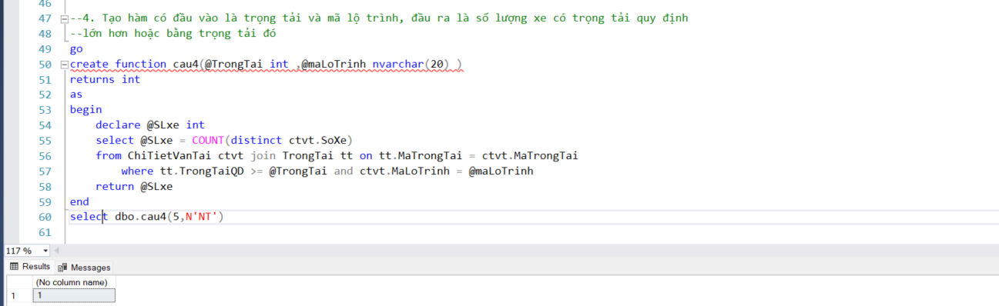 46
47 --4. Tạo hàm có đầu vào là trọng tải và mã lộ trình, đầu ra là số lượng xe có trọng tải quy định
48 --lớn hơn hoặc bằng trọng tải đó
49 go
50 create function cau4(@TrongTai int ,@maLoTrinh nvarchar(20) )
51 returns int
52 as
53 begin
54 declare @SLxe int
55 select @SLxe = COUNT(distinct ctvt.SoXe)
56 from ChiTietVanTai ctvt join TrongTai tt on tt.MaTrongTai = ctvt.MaTrongTai
57 where tt.TrongTaiQD >= @TrongTai and ctvt.MaLoTrinh = @maLoTrinh
58 return @SLxe
59 end
60 select dbo.cau4(5,N'NT')
61
117 %
Results Messages
(No column name)
1 1